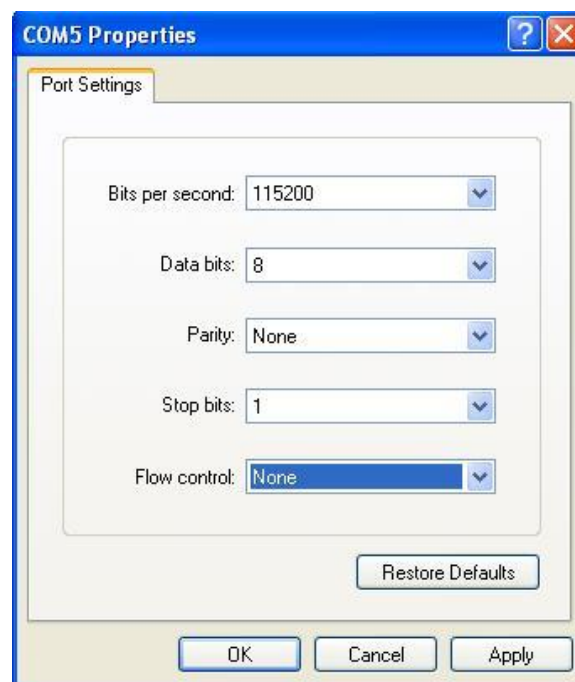 COM5 Properties
Port Settings
Bits per second: 115200
Data bits: 8
Parity: None
Stop bits: 1
Flow control: None
Restore Defaults
OK Cancel Apply